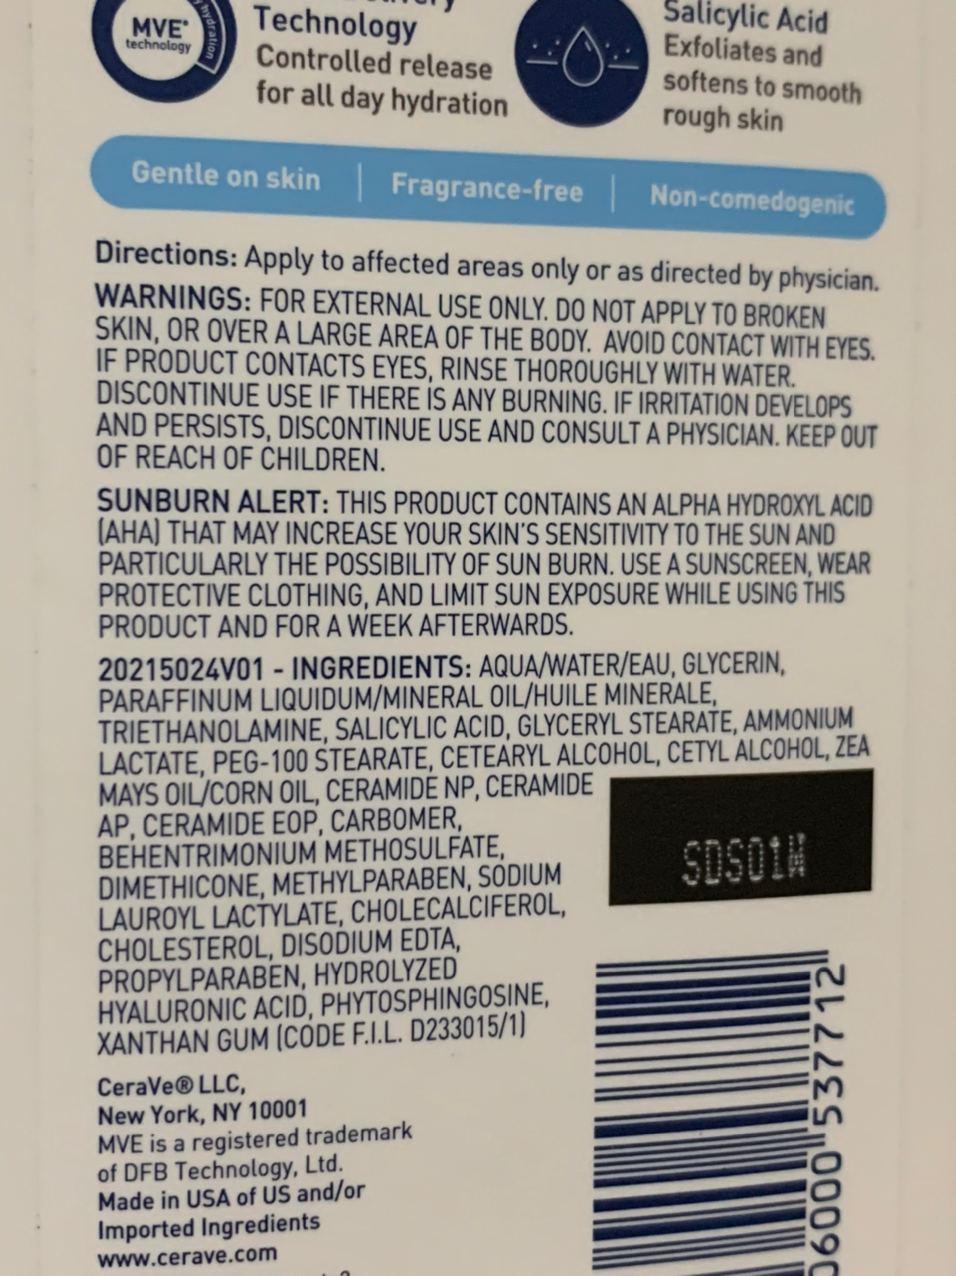 MVE®
technology
hydration
Technology
Controlled release
for all day hydration
Salicylic Acid
Exfoliates and
softens to smooth
rough skin
Gentle on skin | Fragrance-free | Non-comedogenic
Directions: Apply to affected areas only or as directed by physician.
WARNINGS: FOR EXTERNAL USE ONLY. DO NOT APPLY TO BROKEN
SKIN, OR OVER A LARGE AREA OF THE BODY. AVOID CONTACT WITH EYES.
IF PRODUCT CONTACTS EYES, RINSE THOROUGHLY WITH WATER.
DISCONTINUE USE IF THERE IS ANY BURNING. IF IRRITATION DEVELOPS
AND PERSISTS, DISCONTINUE USE AND CONSULT A PHYSICIAN. KEEP OUT
OF REACH OF CHILDREN.
SUNBURN ALERT: THIS PRODUCT CONTAINS AN ALPHA HYDROXYL ACID
(AHA) THAT MAY INCREASE YOUR SKIN'S SENSITIVITY TO THE SUN AND
PARTICULARLY THE POSSIBILITY OF SUN BURN. USE A SUNSCREEN, WEAR
PROTECTIVE CLOTHING, AND LIMIT SUN EXPOSURE WHILE USING THIS
PRODUCT AND FOR A WEEK AFTERWARDS.
20215024V01 - INGREDIENTS: AQUA/WATER/EAU, GLYCERIN,
PARAFFINUM LIQUIDUM/MINERAL OIL/HUILE MINERALE,
TRIETHANOLAMINE, SALICYLIC ACID, GLYCERYL STEARATE, AMMONIUM
LACTATE, PEG-100 STEARATE, CETEARYL ALCOHOL, CETYL ALCOHOL, ZEA
MAYS OIL/CORN OIL, CERAMIDE NP, CERAMIDE
AP, CERAMIDE EOP, CARBOMER,
BEHENTRIMONIUM METHOSULFATE,
DIMETHICONE, METHYLPARABEN, SODIUM
LAUROYL LACTYLATE, CHOLECALCIFEROL,
CHOLESTEROL, DISODIUM EDTA,
PROPYLPARABEN, HYDROLYZED
HYALURONIC ACID, PHYTOSPHINGOSINE,
XANTHAN GUM (CODE F.I.L. D233015/1)
SDS01W
CeraVe® LLC,
New York, NY 10001
MVE is a registered trademark
of DFB Technology, Ltd.
Made in USA of US and/or
Imported Ingredients
www.cerave.com
06000 537712